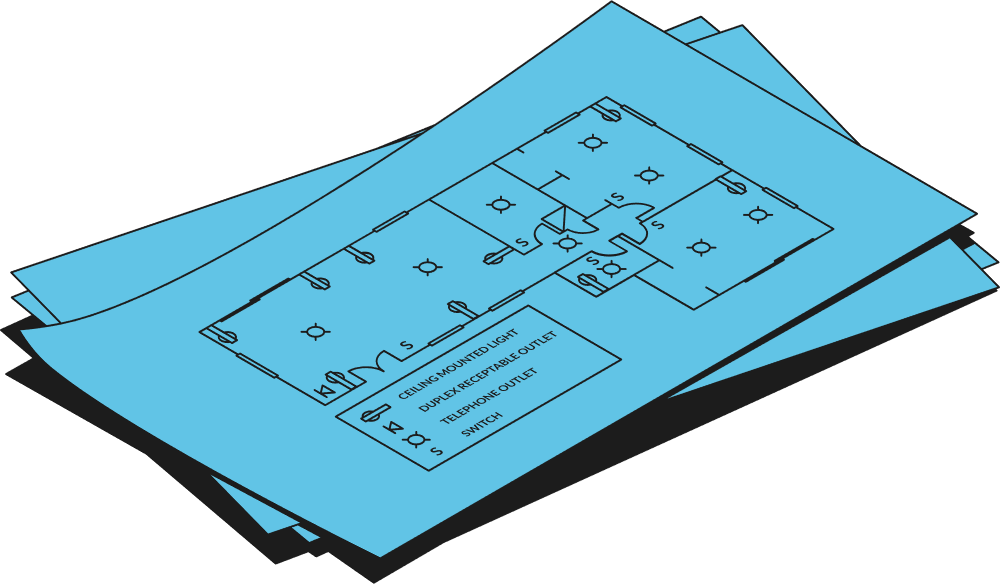 S
S
S
S
S
K
CEILING MOUNTED LIGHT
DUPLEX RECEPTABLE OUTLET
K
TELEPHONE OUTLET
S
SWITCH